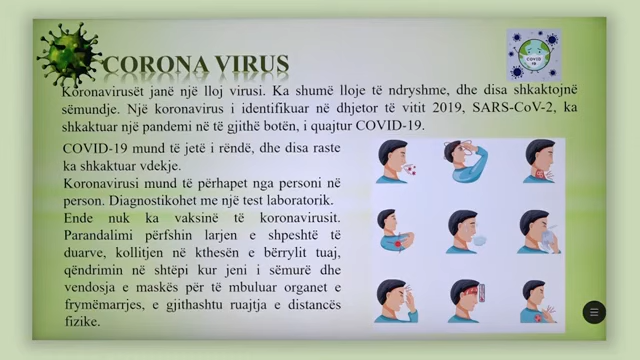 CORONA VIRUS
COVID
19
Koronavirusët janë një lloj virusi. Ka shumë lloje të ndryshme, dhe disa shkaktojnë
sëmundje. Një koronavirus i identifikuar në dhjetor të vitit 2019, SARS-CoV-2, ka
shkaktuar një pandemi në të gjithë botën, i quajtur COVID-19.
COVID-19 mund të jetë i rëndë, dhe disa raste
ka shkaktuar vdekje.
Koronavirusi mund të përhapet nga personi në
person. Diagnostikohet me një test laboratorik.
Ende nuk ka vaksinë të koronavirusit.
Parandalimi përfshin larjen e shpeshtë të
duarve, kollitjen në kthesën e bërrylit tuaj,
qëndrimin në shtëpi kur jeni i sëmurë dhe
vendosja e maskës për të mbuluar organet e
frymëmarrjes, e gjithashtu ruajtja e distancës
fizike.